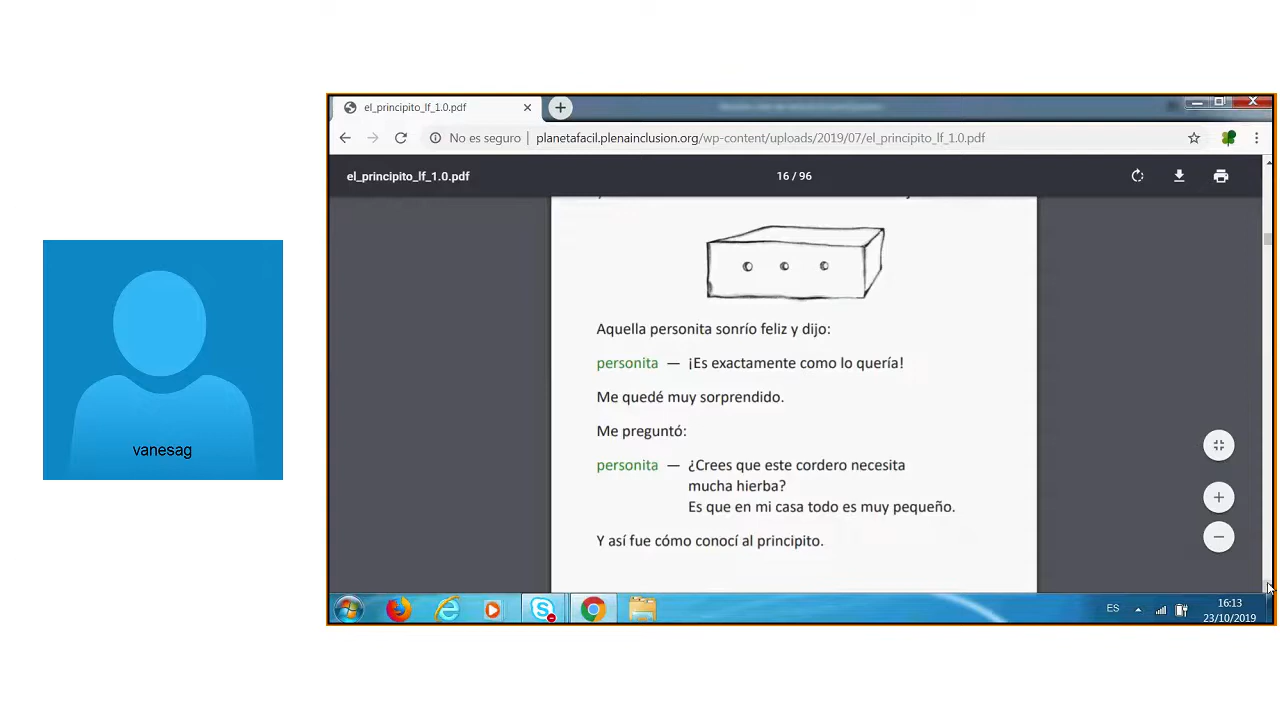 el_principito_lf_1.0.pdf
No es seguro
planetafacil.plenainclusion.org/wp-content/uploads/2019/07/el_principito_lf_1.0.pdf
el_principito_lf_1.0.pdf
16 / 96
Aquella personita sonrío feliz y dijo:
personita — ¡Es exactamente como lo quería!
Me quedé muy sorprendido.
Me preguntó:
personita — ¿Crees que este cordero necesita
mucha hierba?
Es que en mi casa todo es muy pequeño.
Y así fue cómo conocí al principito.
vanesag
ES
16:13
23/10/2019